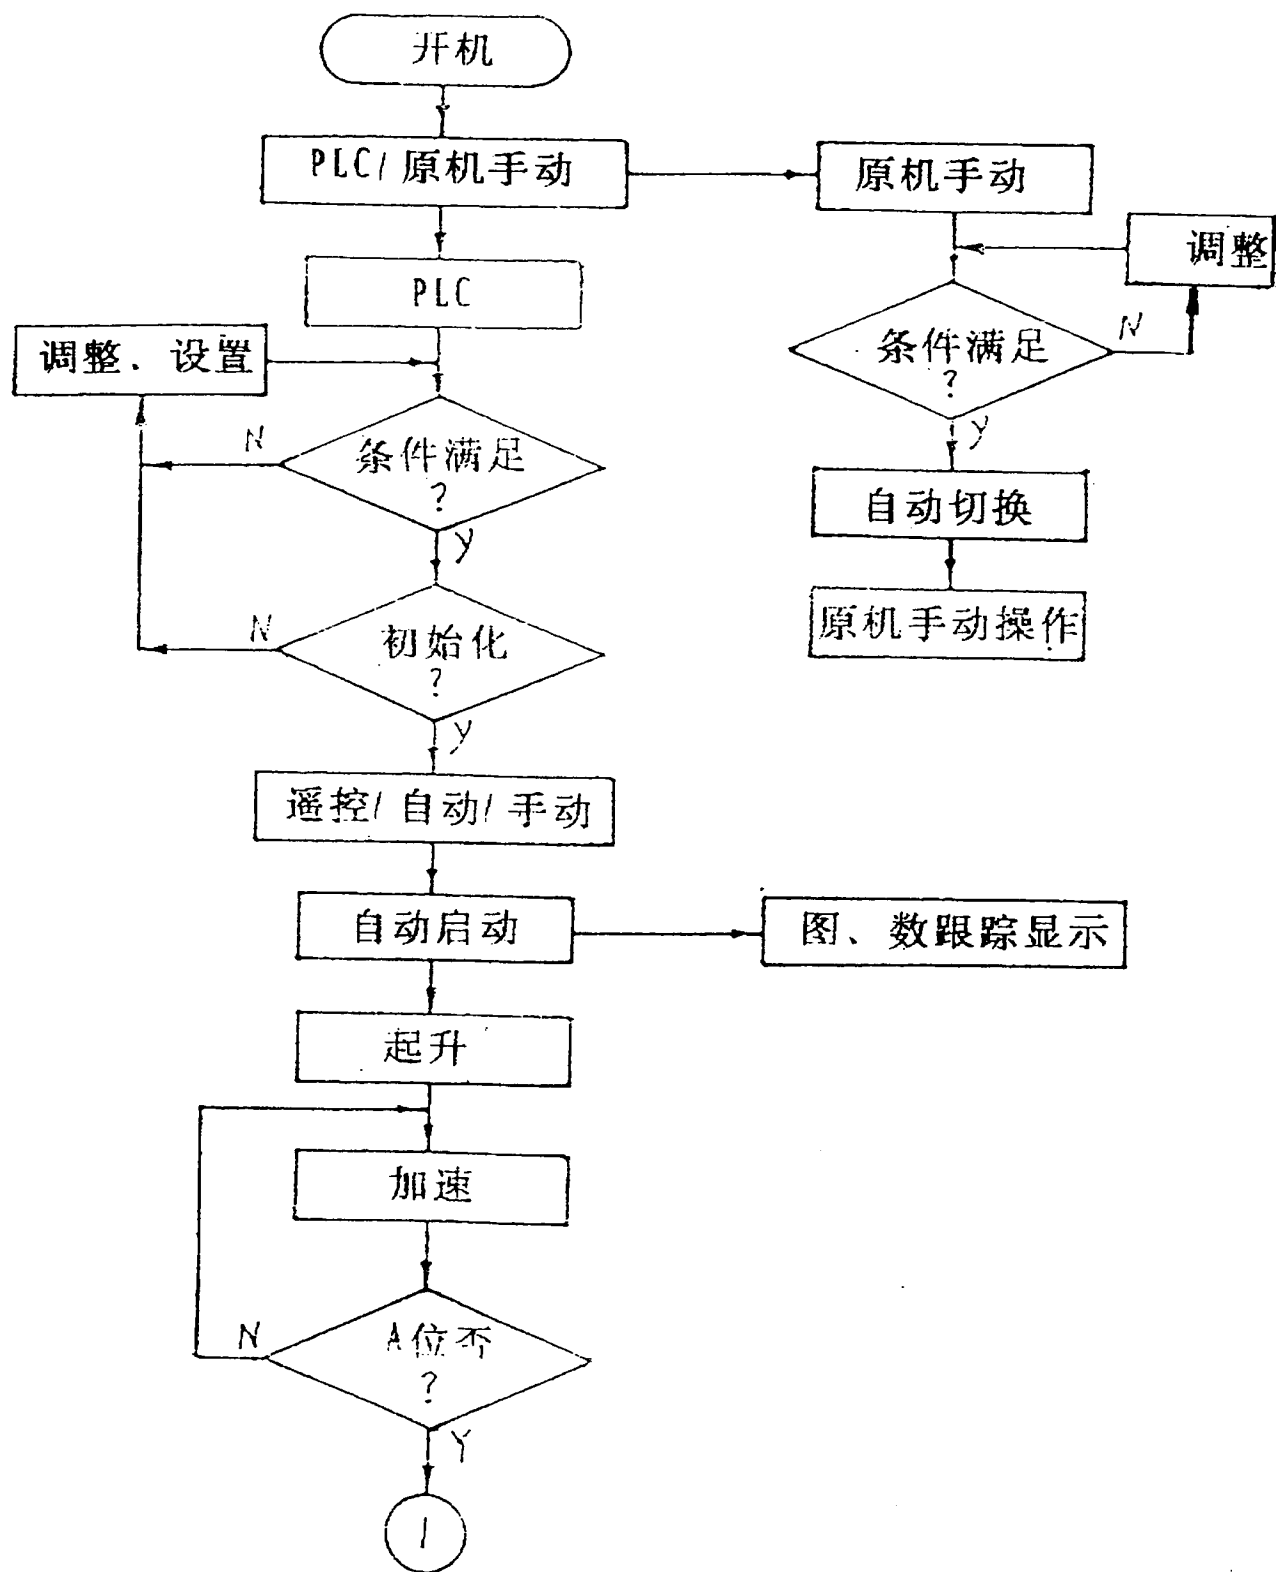 开机
PLC/原机手动
原机手动
调整
PLC
调整、设置
条件满足
?
N
Y
条件满足
?
N
Y
自动切换
原机手动操作
初始化
?
N
Y
遥控/自动/手动
自动启动
图、数跟踪显示
起升
加速
A位否
?
N
Y
1